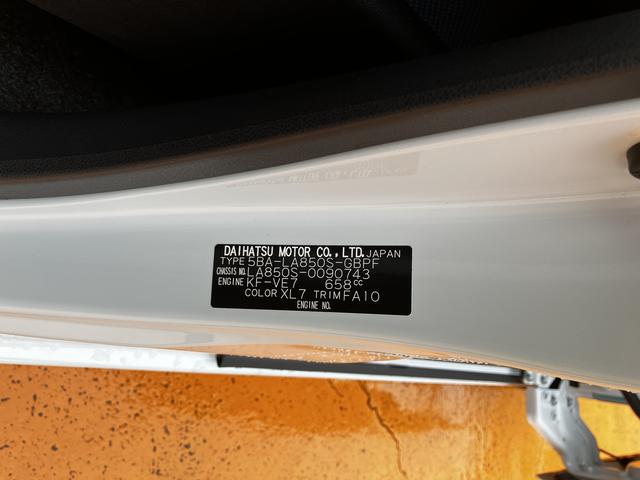 DAIHATSU MOTOR CO., LTD. JAPAN
TYPE 5BA-LA850S-GBPF
CHASSIS NO. LA850S-0090743
ENGINE KF-VE7 658cc
COLOR XL7 TRIM FA10
ENGINE NO.